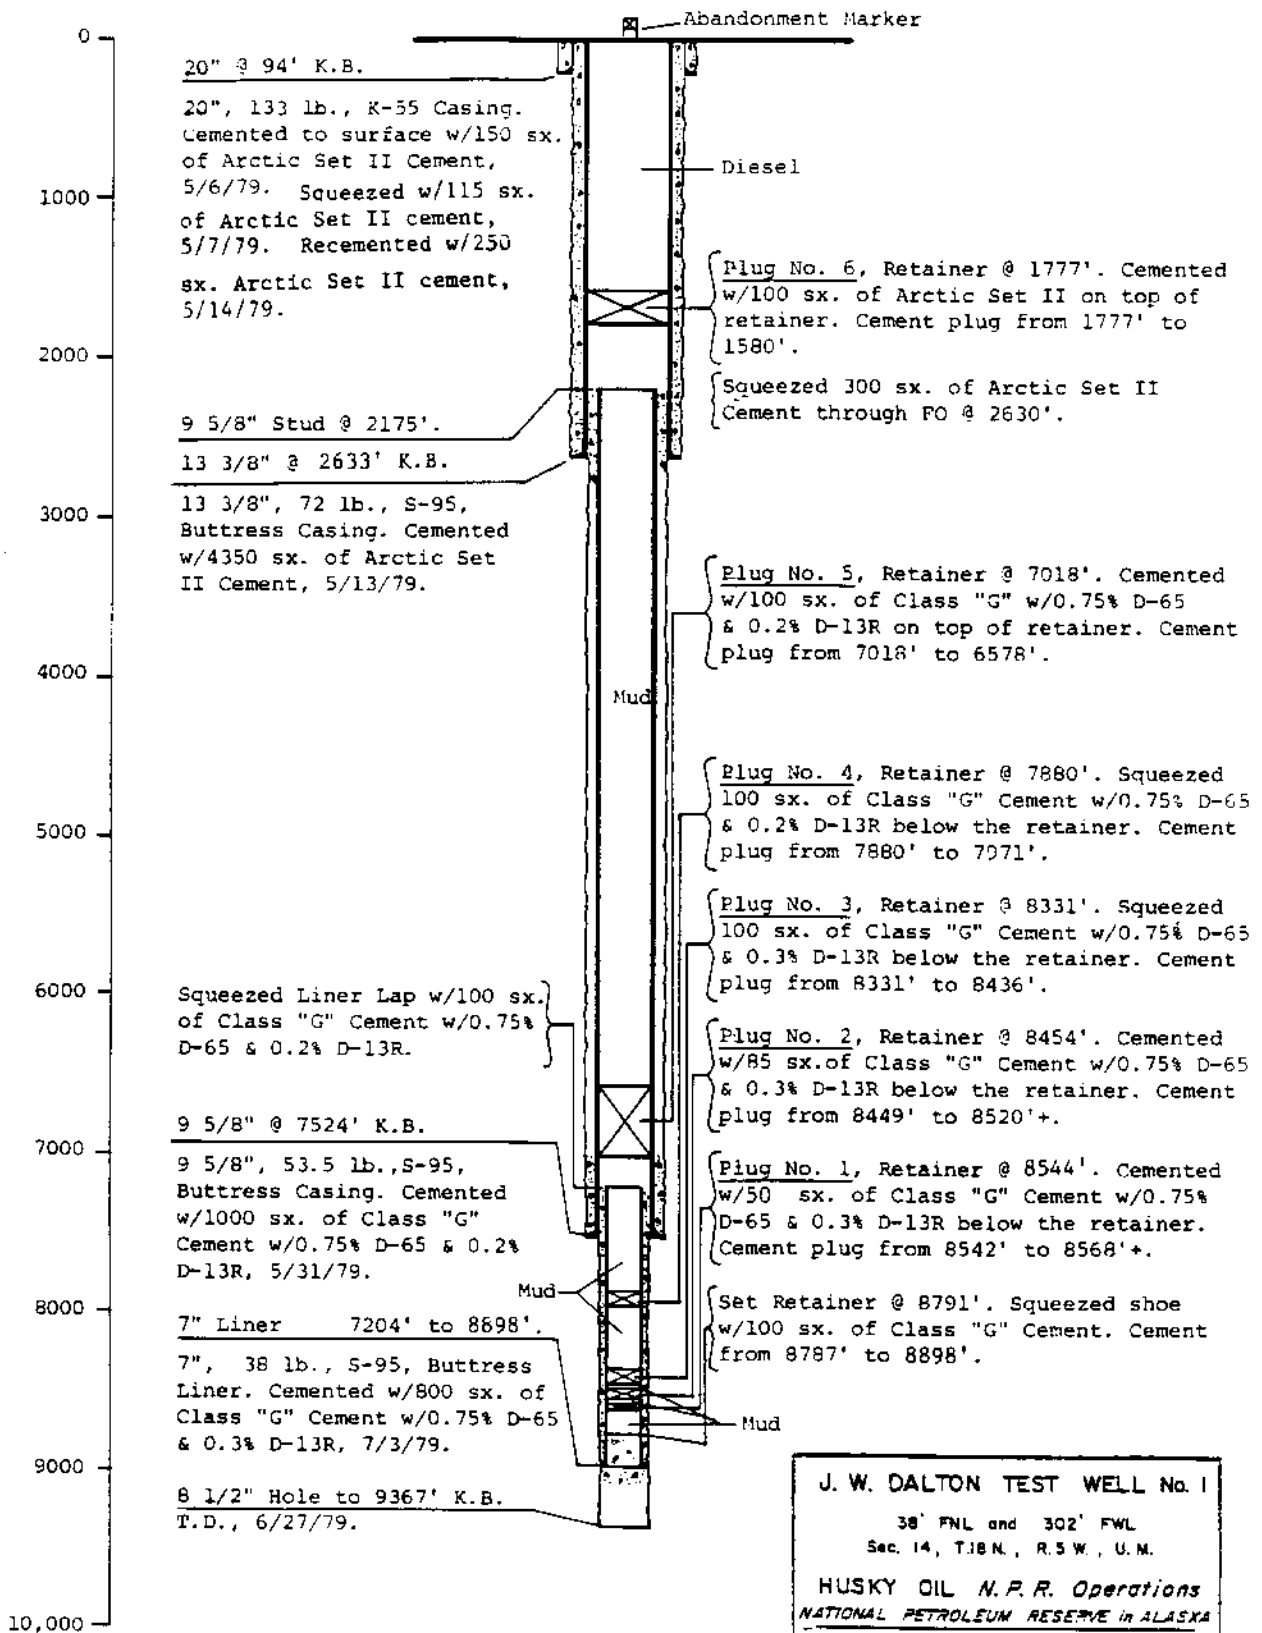 Abandonment Marker
0
20" @ 94' K.B.
20", 133 lb., K-55 Casing.
Cemented to surface w/150 sx.
of Arctic Set II Cement,
5/6/79. Squeezed w/115 sx.
of Arctic Set II cement,
5/7/79. Recemented w/250
sx. Arctic Set II cement,
5/14/79.
Diesel
1000
Plug No. 6, Retainer @ 1777'. Cemented
w/100 sx. of Arctic Set II on top of
retainer. Cement plug from 1777' to
1580'.
2000
Squeezed 300 sx. of Arctic Set II
Cement through FO @ 2630'.
9 5/8" Stud @ 2175'.
13 3/8" @ 2633' K.B.
13 3/8", 72 lb., S-95,
Buttress Casing. Cemented
w/4350 sx. of Arctic Set
II Cement, 5/13/79.
3000
Plug No. 5, Retainer @ 7018'. Cemented
w/100 sx. of Class "G" w/0.75% D-65
& 0.2% D-13R on top of retainer. Cement
plug from 7018' to 6578'.
4000
Mud
Plug No. 4, Retainer @ 7880'. Squeezed
100 sx. of Class "G" Cement w/0.75% D-65
& 0.2% D-13R below the retainer. Cement
plug from 7880' to 7971'.
5000
Plug No. 3, Retainer @ 8331'. Squeezed
100 sx. of Class "G" Cement w/0.75% D-65
& 0.3% D-13R below the retainer. Cement
plug from 8331' to 8436'.
6000
Squeezed Liner Lap w/100 sx.
of Class "G" Cement w/0.75%
D-65 & 0.2% D-13R.
Plug No. 2, Retainer @ 8454'. Cemented
w/85 sx.of Class "G" Cement w/0.75% D-65
& 0.3% D-13R below the retainer. Cement
plug from 8449' to 8520'+.
9 5/8" @ 7524' K.B.
7000
9 5/8", 53.5 lb.,S-95,
Buttress Casing. Cemented
w/1000 sx. of Class "G"
Cement w/0.75% D-65 & 0.2%
D-13R, 5/31/79.
Plug No. 1, Retainer @ 8544'. Cemented
w/50 sx. of Class "G" Cement w/0.75%
D-65 & 0.3% D-13R below the retainer.
Cement plug from 8542' to 8568'+.
Mud
8000
Set Retainer @ 8791'. Squeezed shoe
w/100 sx. of Class "G" Cement. Cement
from 8787' to 8898'.
7" Liner 7204' to 8898'.
7", 38 lb., S-95, Buttress
Liner. Cemented w/800 sx. of
Class "G" Cement w/0.75% D-65
& 0.3% D-13R, 7/3/79.
Mud
9000
8 1/2" Hole to 9367' K.B.
T.D., 6/27/79.
10,000
J. W. DALTON TEST WELL No. 1
38' FNL and 302' FWL
Sec. 14, T.18 N., R. 5 W., U. M.
HUSKY OIL N. P. R. Operations
NATIONAL PETROLEUM RESERVE in ALASKA